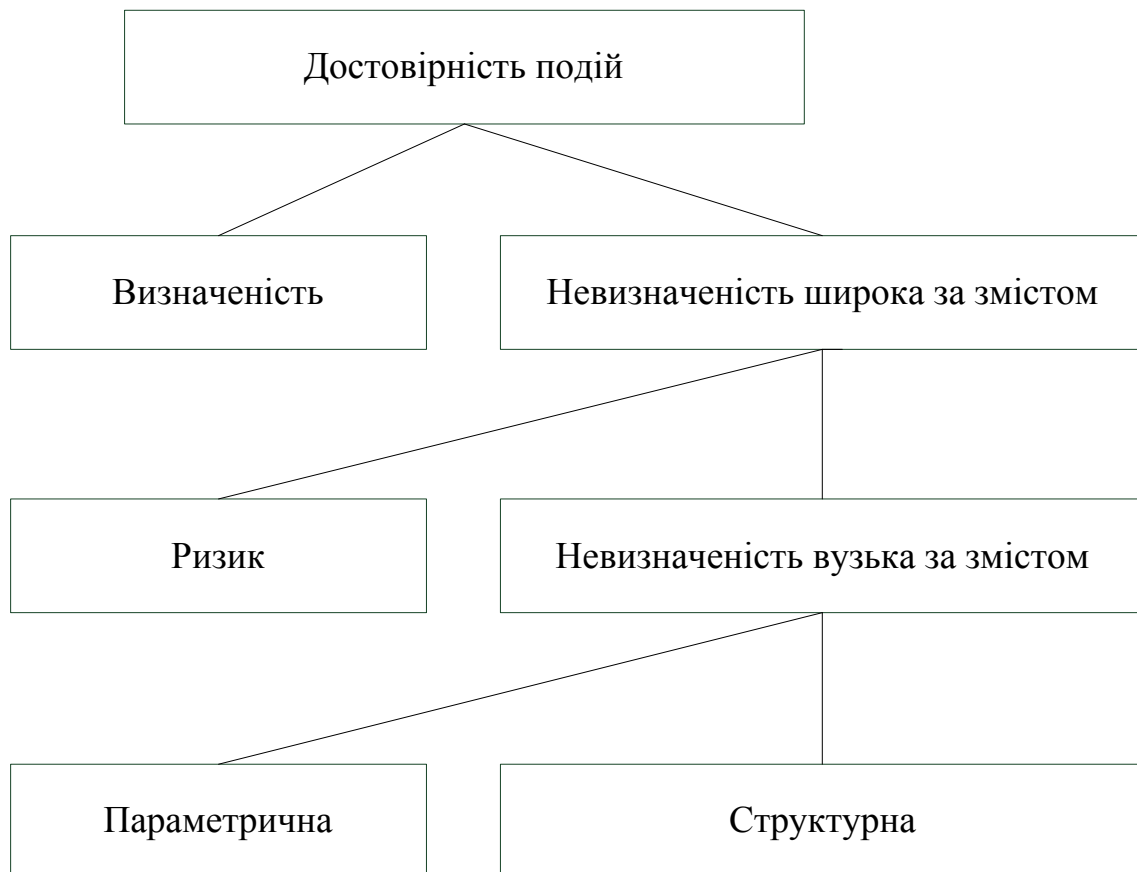 Достовірність подій
Визначеність
Невизначеність широка за змістом
Ризик
Невизначеність вузька за змістом
Параметрична
Структурна